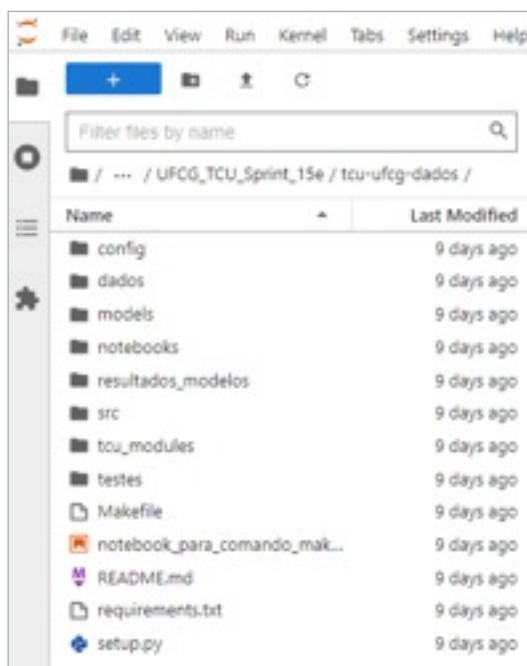 File Edit View Run Kernel Tabs Settings Help
Filter files by name
/ ... / UFCG_TCU_Sprint_15e / tcu-ufcg-dados /
Name Last Modified
config 9 days ago
dados 9 days ago
models 9 days ago
notebooks 9 days ago
resultados_modelos 9 days ago
src 9 days ago
tcu_modules 9 days ago
testes 9 days ago
Makefile 9 days ago
notebook_para_comando_mak... 9 days ago
README.md 9 days ago
requirements.txt 9 days ago
setup.py 9 days ago